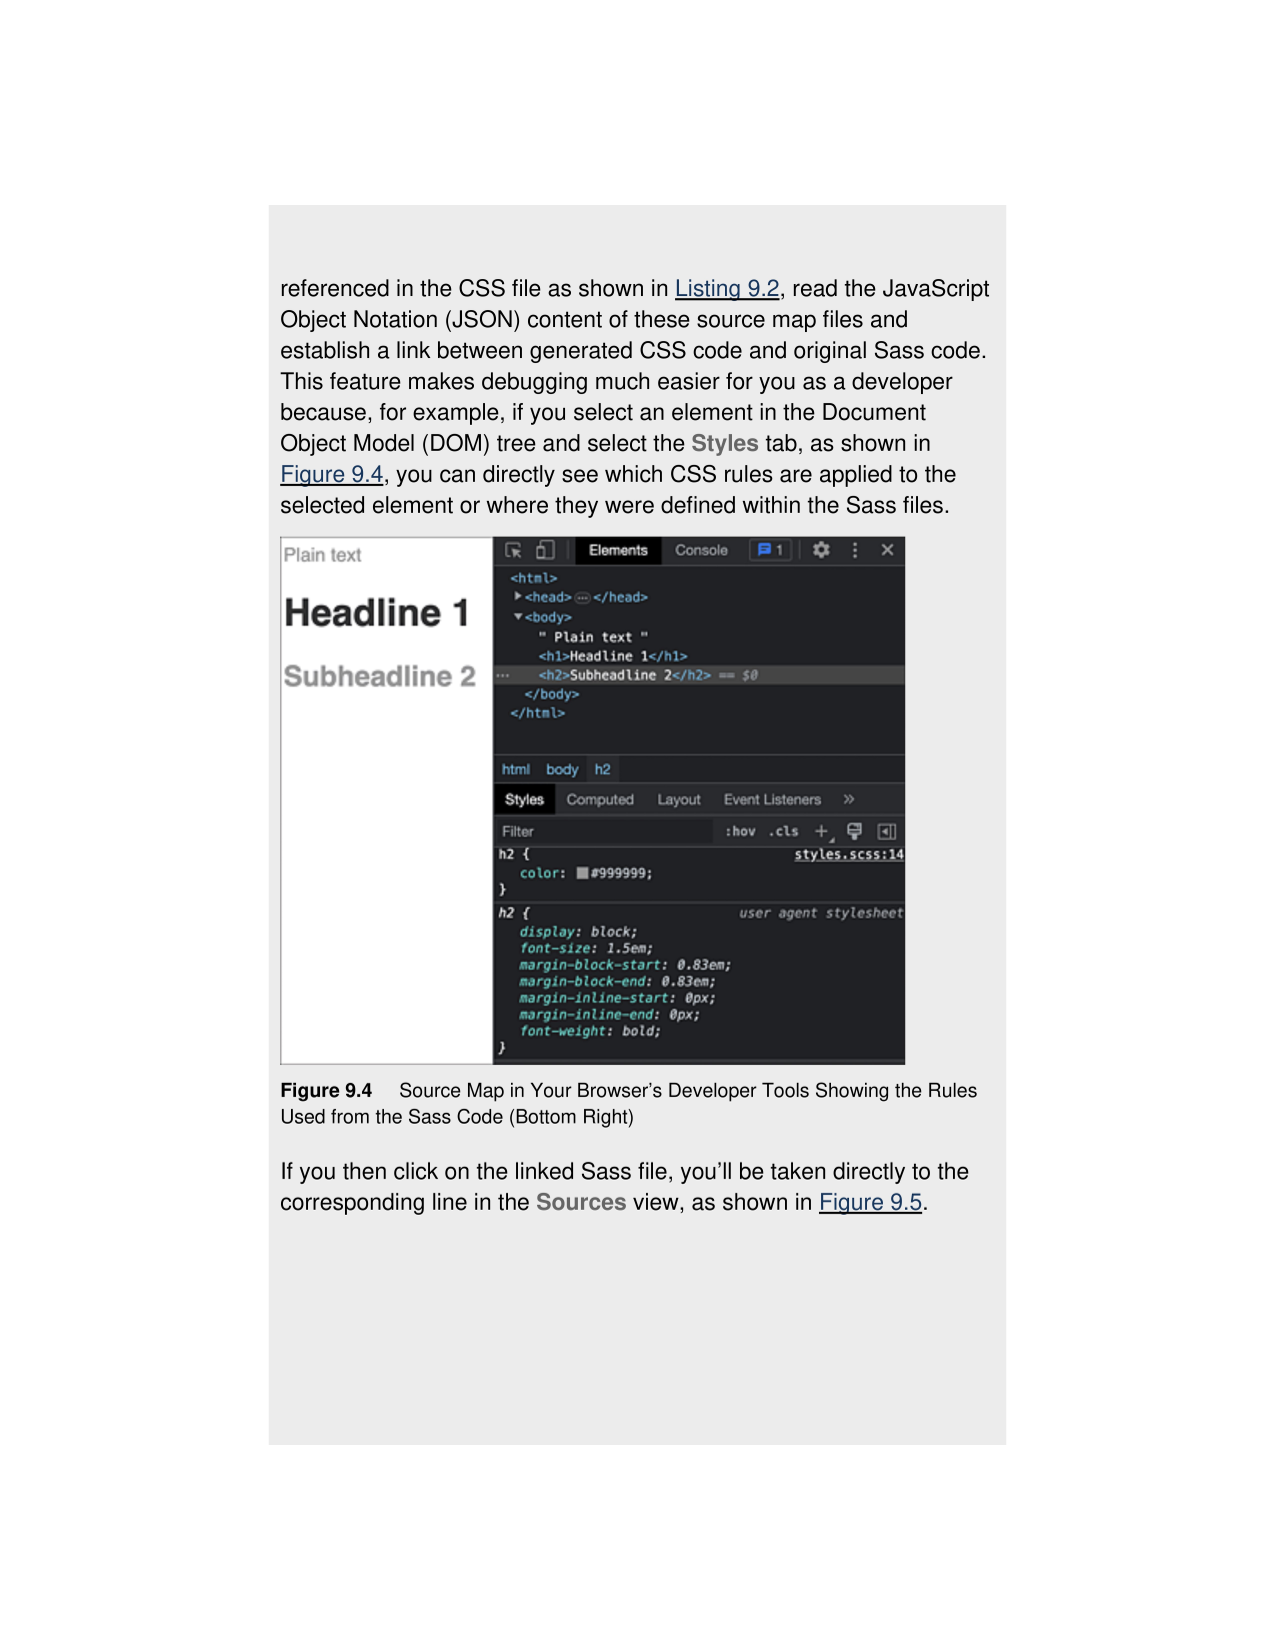 referenced in the CSS file as shown in Listing 9.2, read the JavaScript
Object Notation (JSON) content of these source map files and
establish a link between generated CSS code and original Sass code.
This feature makes debugging much easier for you as a developer
because, for example, if you select an element in the Document
Object Model (DOM) tree and select the Styles tab, as shown in
Figure 9.4, you can directly see which CSS rules are applied to the
selected element or where they were defined within the Sass files.
Plain text
Headline 1
Subheadline 2
Elements Console 1
<html>
<head> … </head>
<body>
" Plain text "
<h1>Headline 1</h1>
… <h2>Subheadline 2</h2> == $0
</body>
</html>
html body h2
Styles Computed Layout Event Listeners »
Filter :hov .cls +
h2 { styles.scss:14
color: #999999;
}
h2 { user agent stylesheet
display: block;
font-size: 1.5em;
margin-block-start: 0.83em;
margin-block-end: 0.83em;
margin-inline-start: 0px;
margin-inline-end: 0px;
font-weight: bold;
}
Figure 9.4 Source Map in Your Browser’s Developer Tools Showing the Rules
Used from the Sass Code (Bottom Right)
If you then click on the linked Sass file, you’ll be taken directly to the
corresponding line in the Sources view, as shown in Figure 9.5.